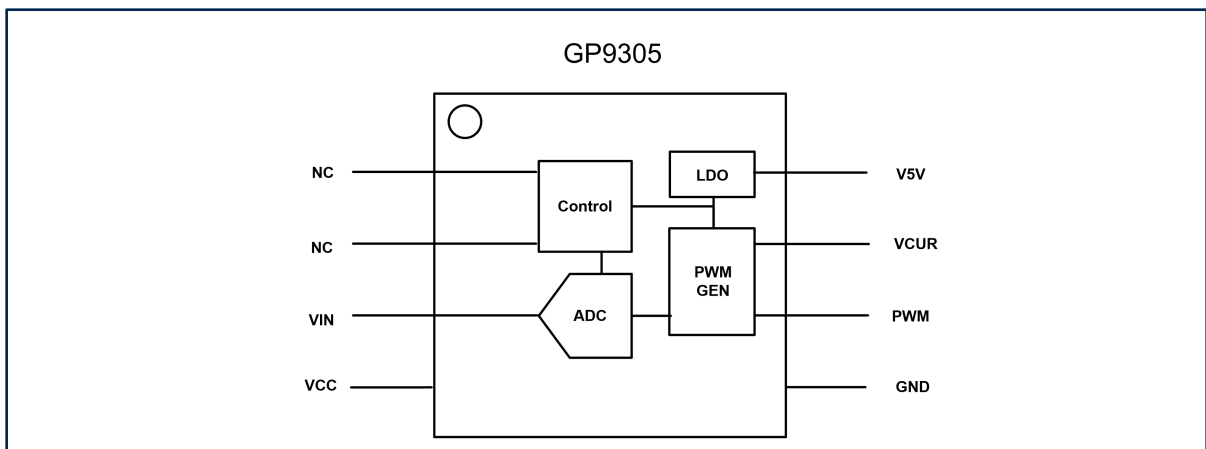 GP9305
NC
LDO
V5V
Control
NC
VCUR
PWM
GEN
VIN
ADC
PWM
VCC
GND